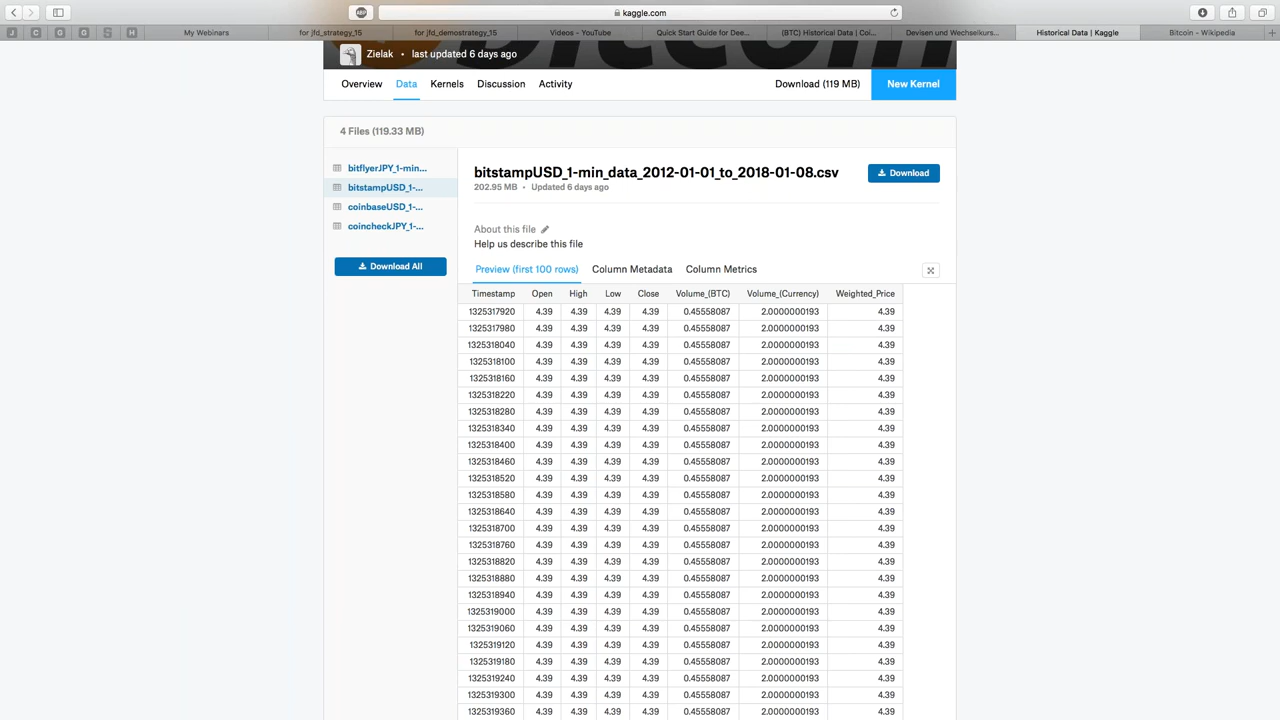 ABP
kaggle.com
J C G G S H My Webinars for jfd_strategy_15 for jfd_demostrategy_15 Videos - YouTube Quick Start Guide for Dee... (BTC) Historical Data | Coi... Devisen und Wechselkurs... Historical Data | Kaggle Bitcoin - Wikipedia
Zielak • last updated 6 days ago
Overview Data Kernels Discussion Activity Download (119 MB) New Kernel
4 Files (119.33 MB)
bitflyerJPY_1-min...
bitstampUSD_1-...
coinbaseUSD_1-...
coincheckJPY_1-...
Download All
bitstampUSD_1-min_data_2012-01-01_to_2018-01-08.csv
Download
202.95 MB • Updated 6 days ago
About this file
Help us describe this file
Preview (first 100 rows) Column Metadata Column Metrics
Timestamp Open High Low Close Volume_(BTC) Volume_(Currency) Weighted_Price
1325317920 4.39 4.39 4.39 4.39 0.45558087 2.0000000193 4.39
1325317980 4.39 4.39 4.39 4.39 0.45558087 2.0000000193 4.39
1325318040 4.39 4.39 4.39 4.39 0.45558087 2.0000000193 4.39
1325318100 4.39 4.39 4.39 4.39 0.45558087 2.0000000193 4.39
1325318160 4.39 4.39 4.39 4.39 0.45558087 2.0000000193 4.39
1325318220 4.39 4.39 4.39 4.39 0.45558087 2.0000000193 4.39
1325318280 4.39 4.39 4.39 4.39 0.45558087 2.0000000193 4.39
1325318340 4.39 4.39 4.39 4.39 0.45558087 2.0000000193 4.39
1325318400 4.39 4.39 4.39 4.39 0.45558087 2.0000000193 4.39
1325318460 4.39 4.39 4.39 4.39 0.45558087 2.0000000193 4.39
1325318520 4.39 4.39 4.39 4.39 0.45558087 2.0000000193 4.39
1325318580 4.39 4.39 4.39 4.39 0.45558087 2.0000000193 4.39
1325318640 4.39 4.39 4.39 4.39 0.45558087 2.0000000193 4.39
1325318700 4.39 4.39 4.39 4.39 0.45558087 2.0000000193 4.39
1325318760 4.39 4.39 4.39 4.39 0.45558087 2.0000000193 4.39
1325318820 4.39 4.39 4.39 4.39 0.45558087 2.0000000193 4.39
1325318880 4.39 4.39 4.39 4.39 0.45558087 2.0000000193 4.39
1325318940 4.39 4.39 4.39 4.39 0.45558087 2.0000000193 4.39
1325319000 4.39 4.39 4.39 4.39 0.45558087 2.0000000193 4.39
1325319060 4.39 4.39 4.39 4.39 0.45558087 2.0000000193 4.39
1325319120 4.39 4.39 4.39 4.39 0.45558087 2.0000000193 4.39
1325319180 4.39 4.39 4.39 4.39 0.45558087 2.0000000193 4.39
1325319240 4.39 4.39 4.39 4.39 0.45558087 2.0000000193 4.39
1325319300 4.39 4.39 4.39 4.39 0.45558087 2.0000000193 4.39
1325319360 4.39 4.39 4.39 4.39 0.45558087 2.0000000193 4.39